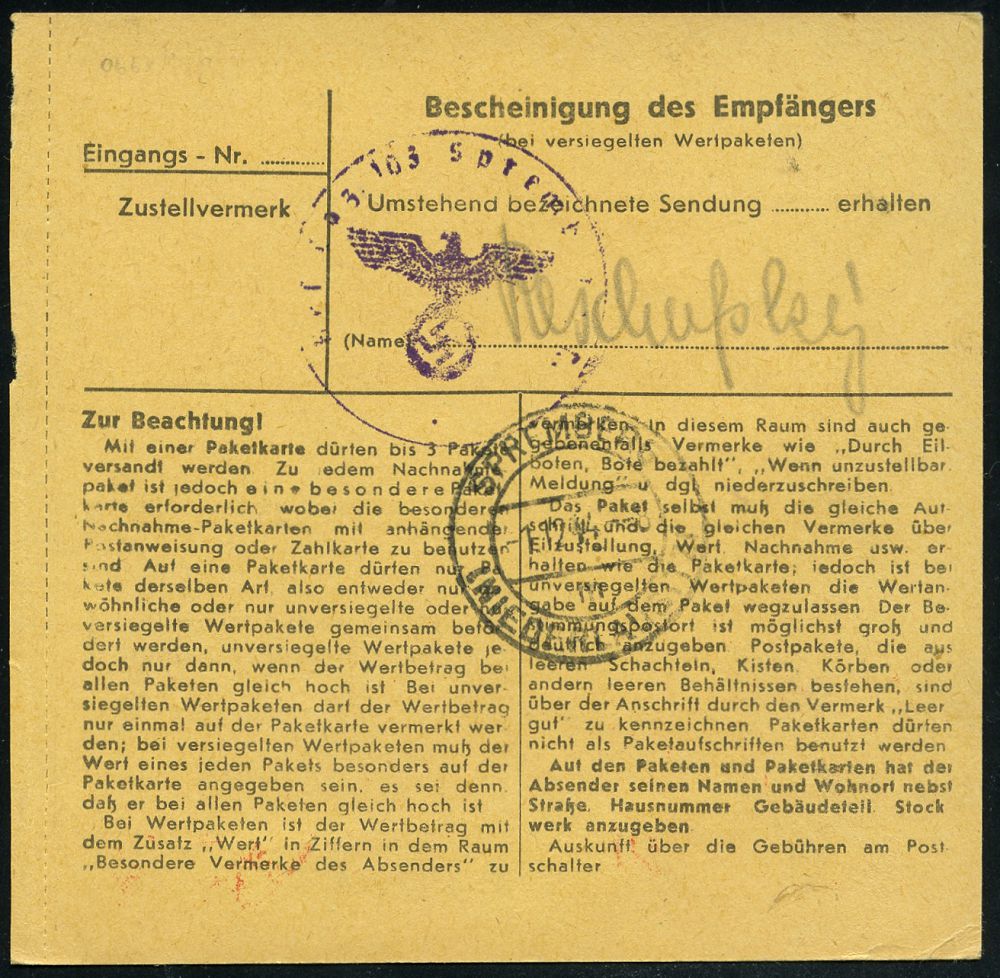 Bescheinigung des Empfängers
(bei versiegelten Wertpaketen)
Eingangs - Nr. ............
Zustellvermerk
Umstehend bezeichnete Sendung ........... erhalten
(Name)
Zur Beachtung!
Mit einer Paketkarte dürfen bis 3 Pakete
versandt werden. Zu jedem Nachnahme
paket ist jedoch eine besondere Paket
karte erforderlich, wobei die besonderen
Nachnahme-Paketkarten mit anhängender
Postanweisung oder Zahlkarte zu benutzen
sind Auf eine Paketkarte dürfen nur Pa
kete derselben Art, also entweder nur
wöhnliche oder nur unversiegelte oder
versiegelte Wertpakete gemeinsam beför
dert werden, unversiegelte Wertpakete je-
doch nur dann, wenn der Wertbetrag bei
allen Paketen gleich hoch ist Bei unver-
siegelten Wertpaketen darf der Wertbetrag
nur einmal auf der Paketkarte vermerkt wer
den; bei versiegelten Wertpaketen muß der
Wert eines jeden Pakets besonders auf der
Paketkarte angegeben sein, es sei denn,
daß er bei allen Paketen gleich hoch ist
Bei Wertpaketen ist der Wertbetrag mit
dem Zusatz „Wert" in Ziffern in dem Raum
„Besondere Vermerke des Absenders" zu
vermerken. In diesem Raum sind auch ge-
gebenenfalls Vermerke wie „Durch Eil-
boten, Bote bezahlt", „Wenn unzustellbar,
Meldung" u dgl niederzuschreiben.
Das Paket selbst muß die gleiche Auf-
schrift und die gleichen Vermerke über
Eilzustellung, Wert, Nachnahme usw. er-
halten wie die Paketkarte; jedoch ist bei
unversiegelten Wertpaketen die Wertan-
gabe auf dem Paket wegzulassen Der Be-
stimmungspostort ist möglichst groß und
deutlich anzugeben Postpakete, die aus
leeren Schachteln, Kisten, Körben oder
andern leeren Behältnissen bestehen, sind
über der Anschrift durch den Vermerk „Leer
gut" zu kennzeichnen Paketkarten dürfen
nicht als Paketaufschriften benutzt werden
Auf den Paketen und Paketkarten hat der
Absender seinen Namen und Wohnort nebst
Straße, Hausnummer Gebäudeteil, Stock
werk anzugeben
Auskunft über die Gebühren am Post-
schalter
SPREMBERG